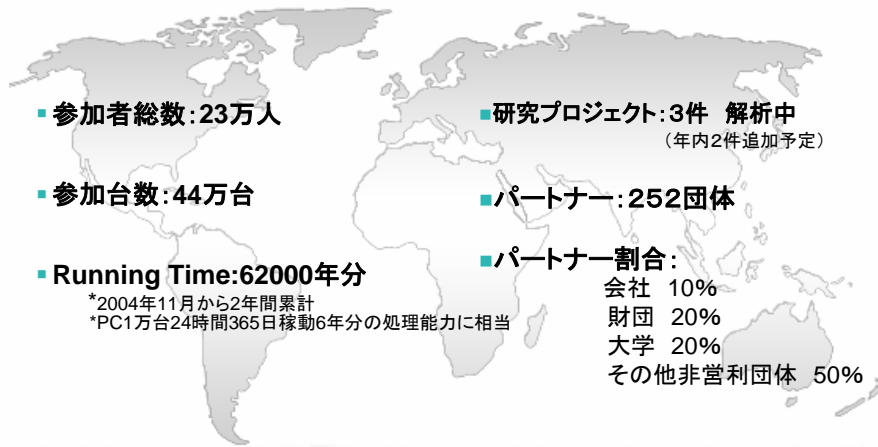 ▪参加者総数:23万人
▪参加台数:44万台
▪Running Time:62000年分
*2004年11月から2年間累計
*PC1万台24時間365日稼動6年分の処理能力に相当
▪研究プロジェクト:3件 解析中
(年内2件追加予定)
▪パートナー:252団体
▪パートナー割合:
会社 10%
財団 20%
大学 20%
その他非営利団体 50%